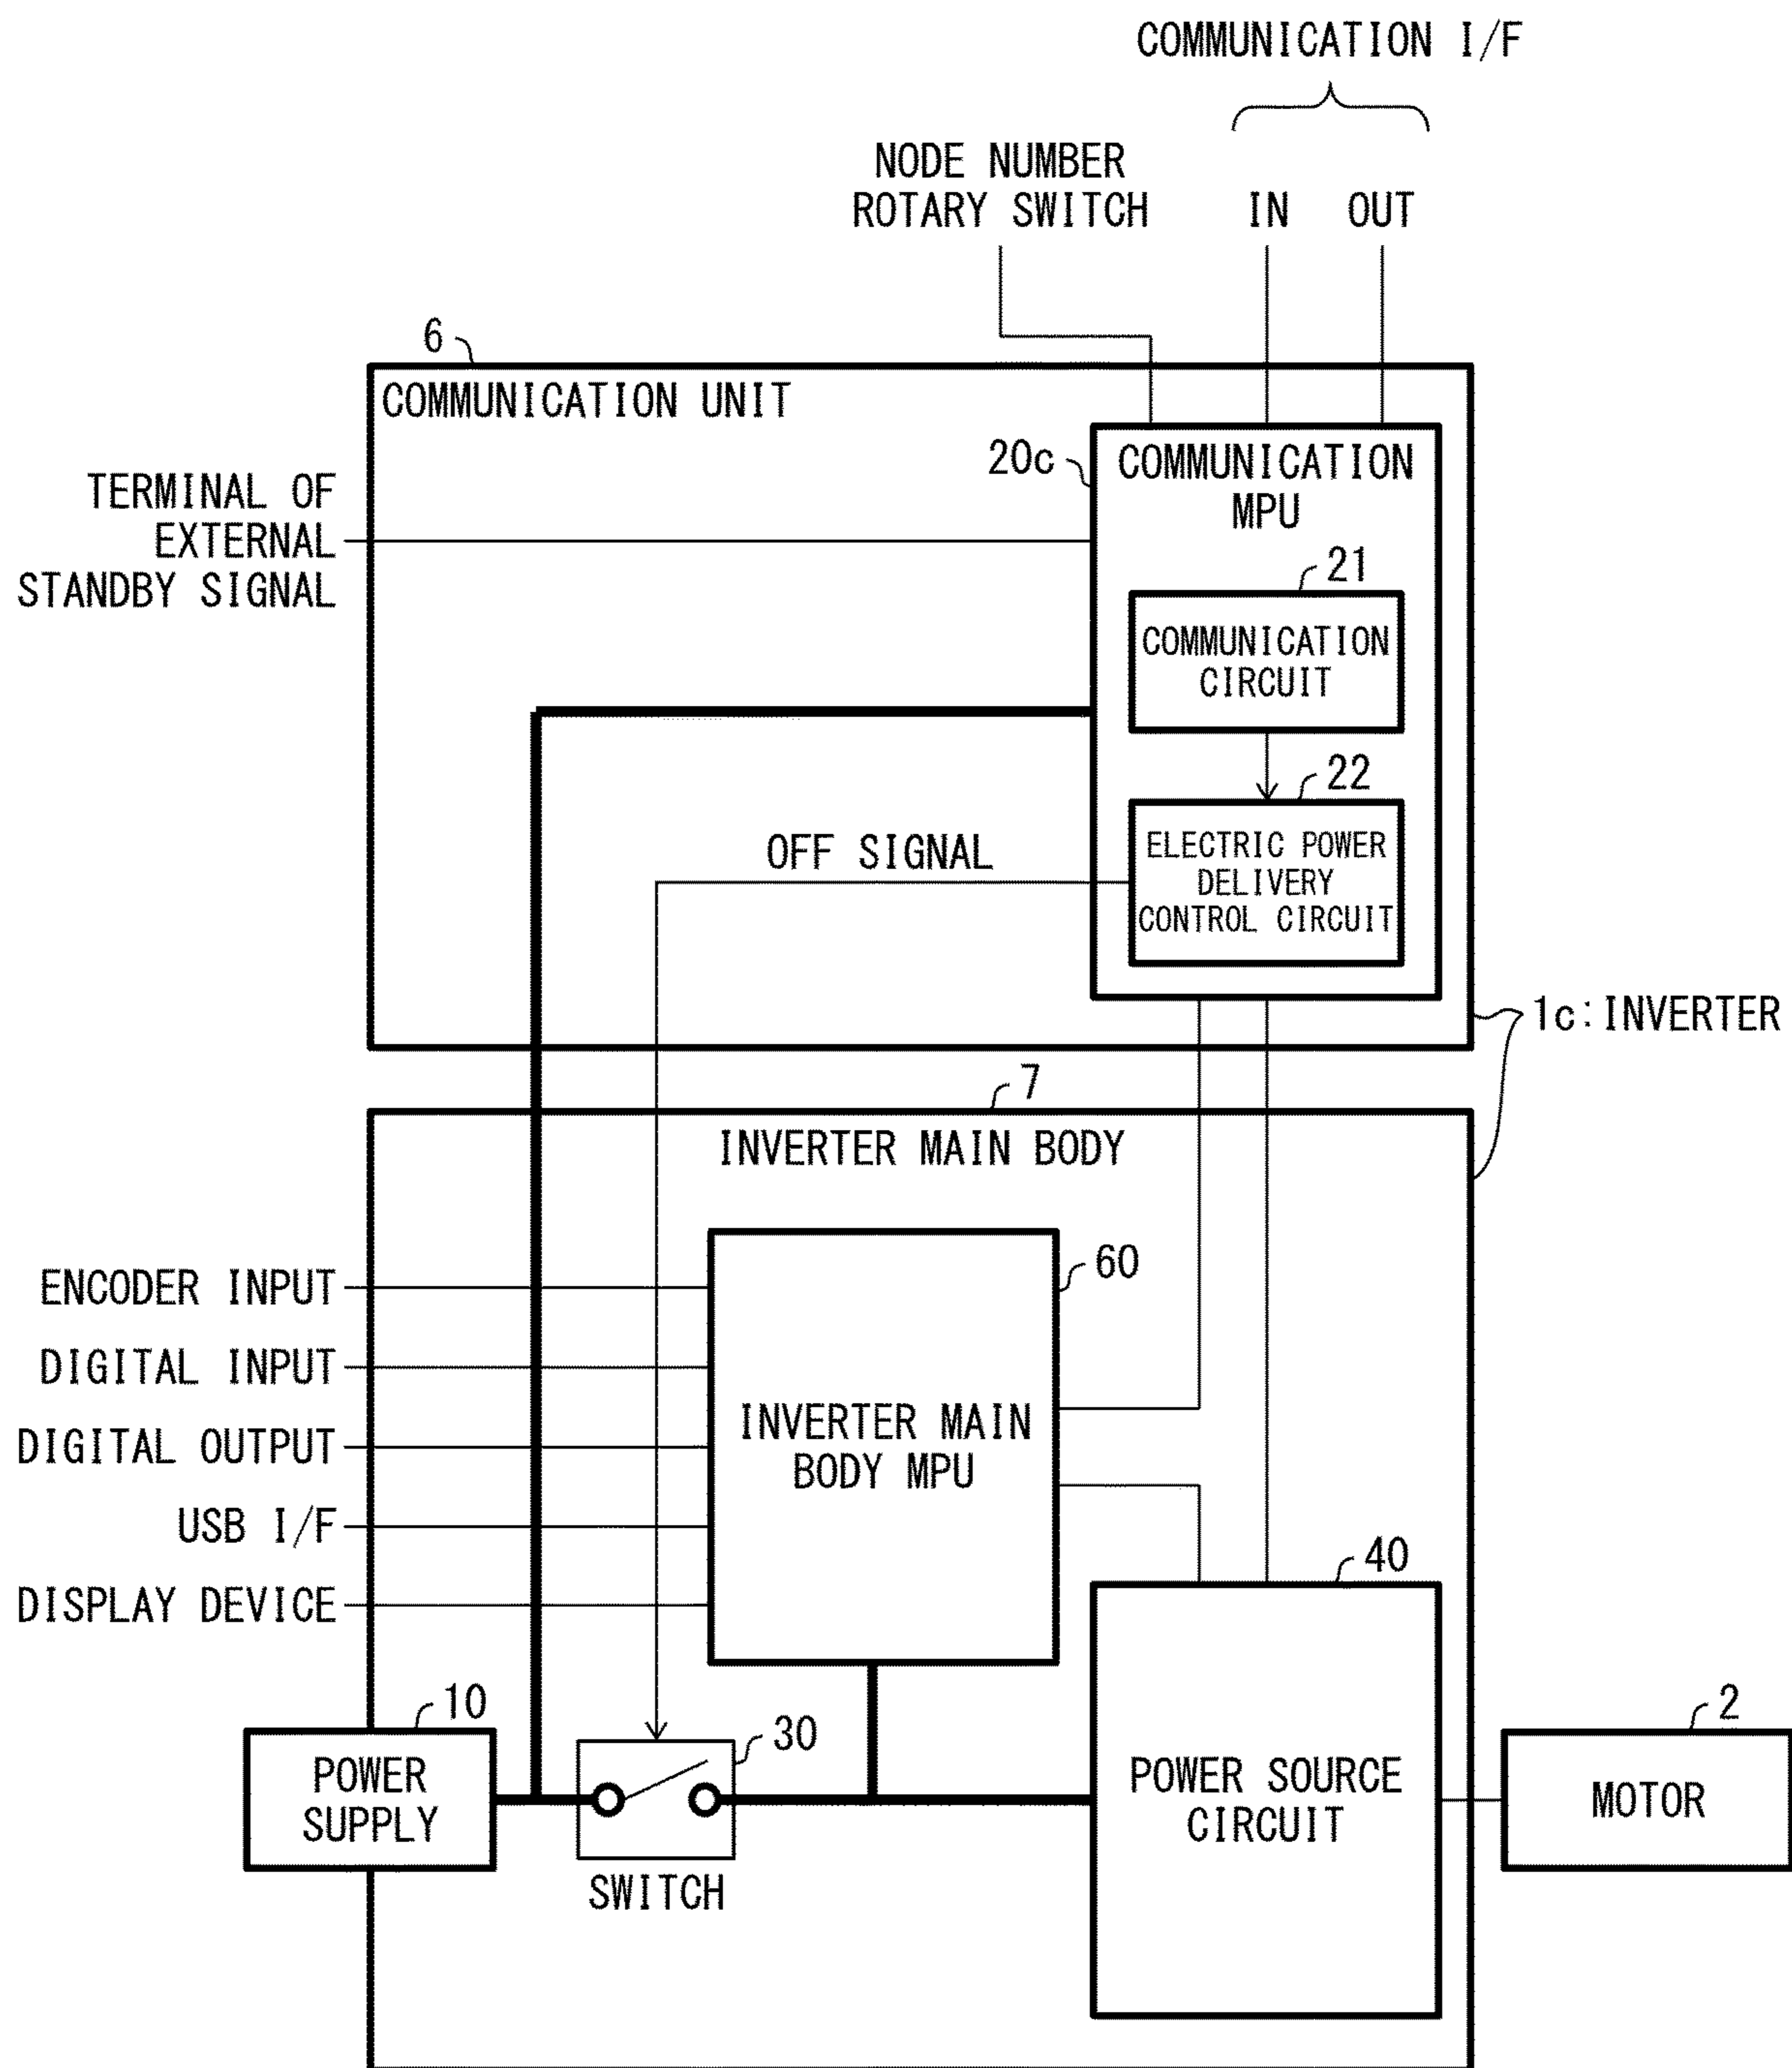 COMMUNICATION I/F
NODE NUMBER
ROTARY SWITCH
IN
OUT
6
COMMUNICATION UNIT
20c
COMMUNICATION
MPU
TERMINAL OF
EXTERNAL
STANDBY SIGNAL
21
COMMUNICATION
CIRCUIT
22
OFF SIGNAL
ELECTRIC POWER
DELIVERY
CONTROL CIRCUIT
1c:INVERTER
7
INVERTER MAIN BODY
60
ENCODER INPUT
DIGITAL INPUT
DIGITAL OUTPUT
USB I/F
DISPLAY DEVICE
INVERTER MAIN
BODY MPU
40
10
POWER
SUPPLY
30
SWITCH
POWER SOURCE
CIRCUIT
2
MOTOR